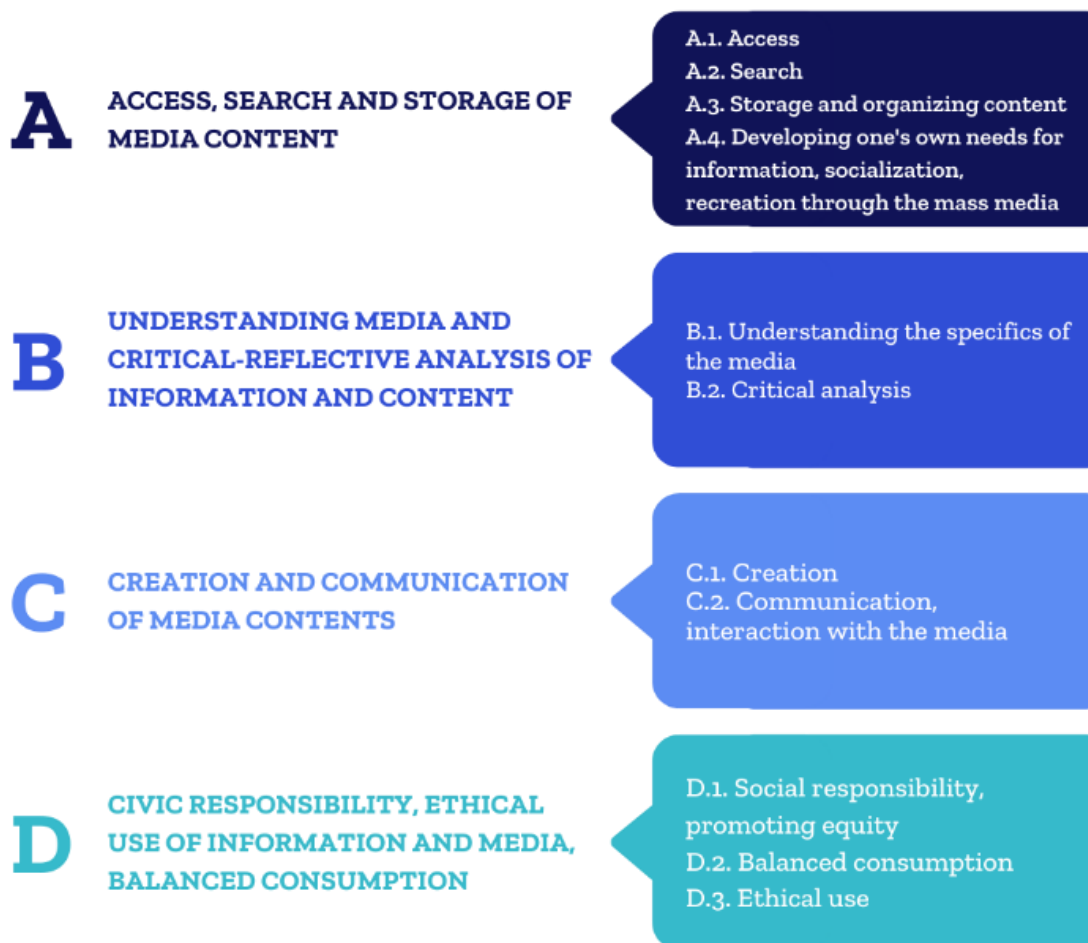 A
ACCESS, SEARCH AND STORAGE OF
MEDIA CONTENT
A.1. Access
A.2. Search
A.3. Storage and organizing content
A.4. Developing one's own needs for
information, socialization,
recreation through the mass media
B
UNDERSTANDING MEDIA AND
CRITICAL-REFLECTIVE ANALYSIS OF
INFORMATION AND CONTENT
B.1. Understanding the specifics of
the media
B.2. Critical analysis
C
CREATION AND COMMUNICATION
OF MEDIA CONTENTS
C.1. Creation
C.2. Communication,
interaction with the media
D
CIVIC RESPONSIBILITY, ETHICAL
USE OF INFORMATION AND MEDIA,
BALANCED CONSUMPTION
D.1. Social responsibility,
promoting equity
D.2. Balanced consumption
D.3. Ethical use